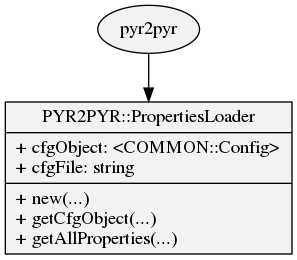 pyr2pyr
PYR2PYR::PropertiesLoader
+ cfgObject: <COMMON::Config>
+ cfgFile: string
+ new(...)
+ getCfgObject(...)
+ getAllProperties(...)